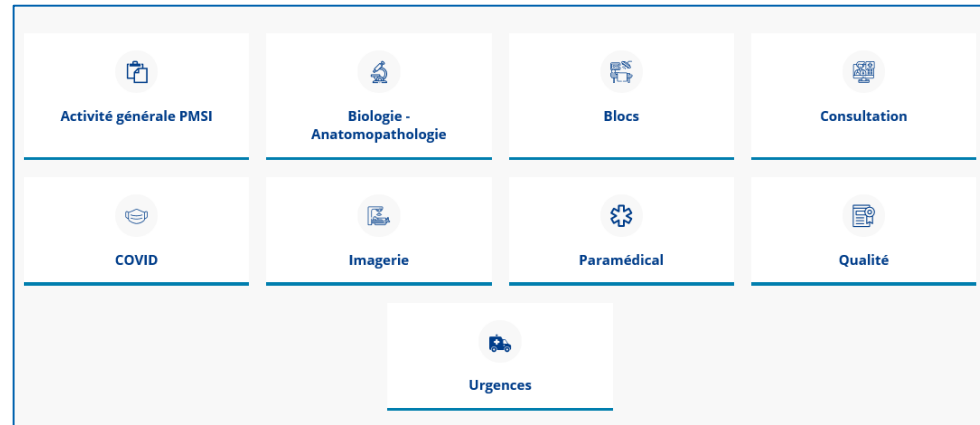 Activité générale PMSI
Biologie -
Anatomopathologie
Blocs
Consultation
COVID
Imagerie
Paramédical
Qualité
Urgences